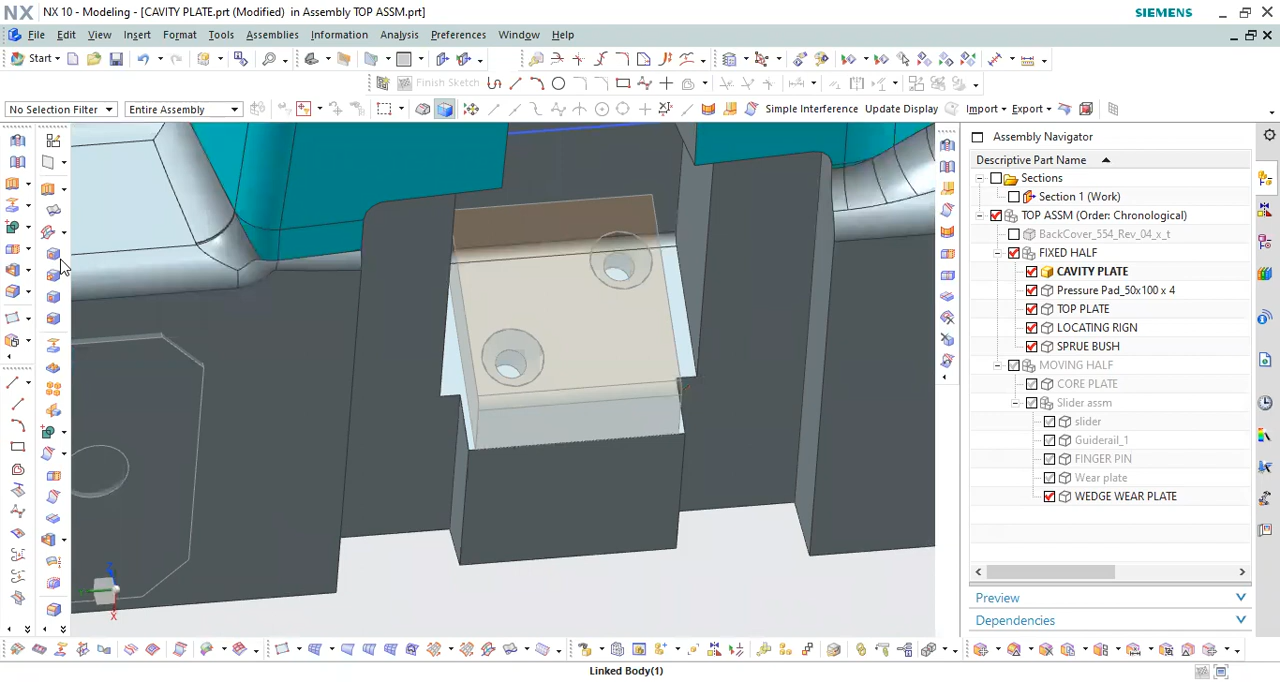 NX NX 10 - Modeling - [CAVITY PLATE.prt (Modified) in Assembly TOP ASSM.prt] SIEMENS
File Edit View Insert Format Tools Assemblies Information Analysis Preferences Window Help
Start
Finish Sketch
No Selection Filter Entire Assembly Simple Interference Update Display Import Export
Assembly Navigator
Descriptive Part Name
Sections
Section 1 (Work)
TOP ASSM (Order: Chronological)
BackCover_554_Rev_04_x_t
FIXED HALF
CAVITY PLATE
Pressure Pad_50x100 x 4
TOP PLATE
LOCATING RIGN
SPRUE BUSH
MOVING HALF
CORE PLATE
Slider assm
slider
Guiderail_1
FINGER PIN
Wear plate
WEDGE WEAR PLATE
Z
X
Preview
Dependencies
Linked Body(1)